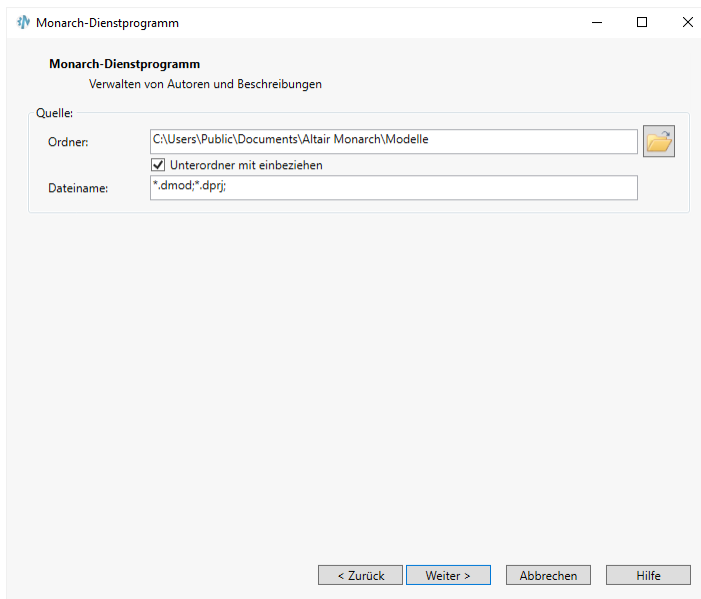 Monarch-Dienstprogramm
Monarch-Dienstprogramm
Verwalten von Autoren und Beschreibungen
Quelle:
Ordner: C:\Users\Public\Documents\Altair Monarch\Modelle
Unterordner mit einbeziehen
Dateiname: *.dmod;*.dprj;
< Zurück Weiter > Abbrechen Hilfe